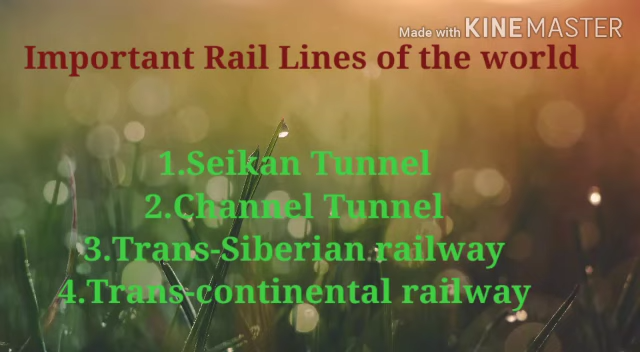 Made with KINEMASTER
Important Rail Lines of the world
1.Seikan Tunnel
2.Channel Tunnel
3.Trans-Siberian railway
4.Trans-continental railway